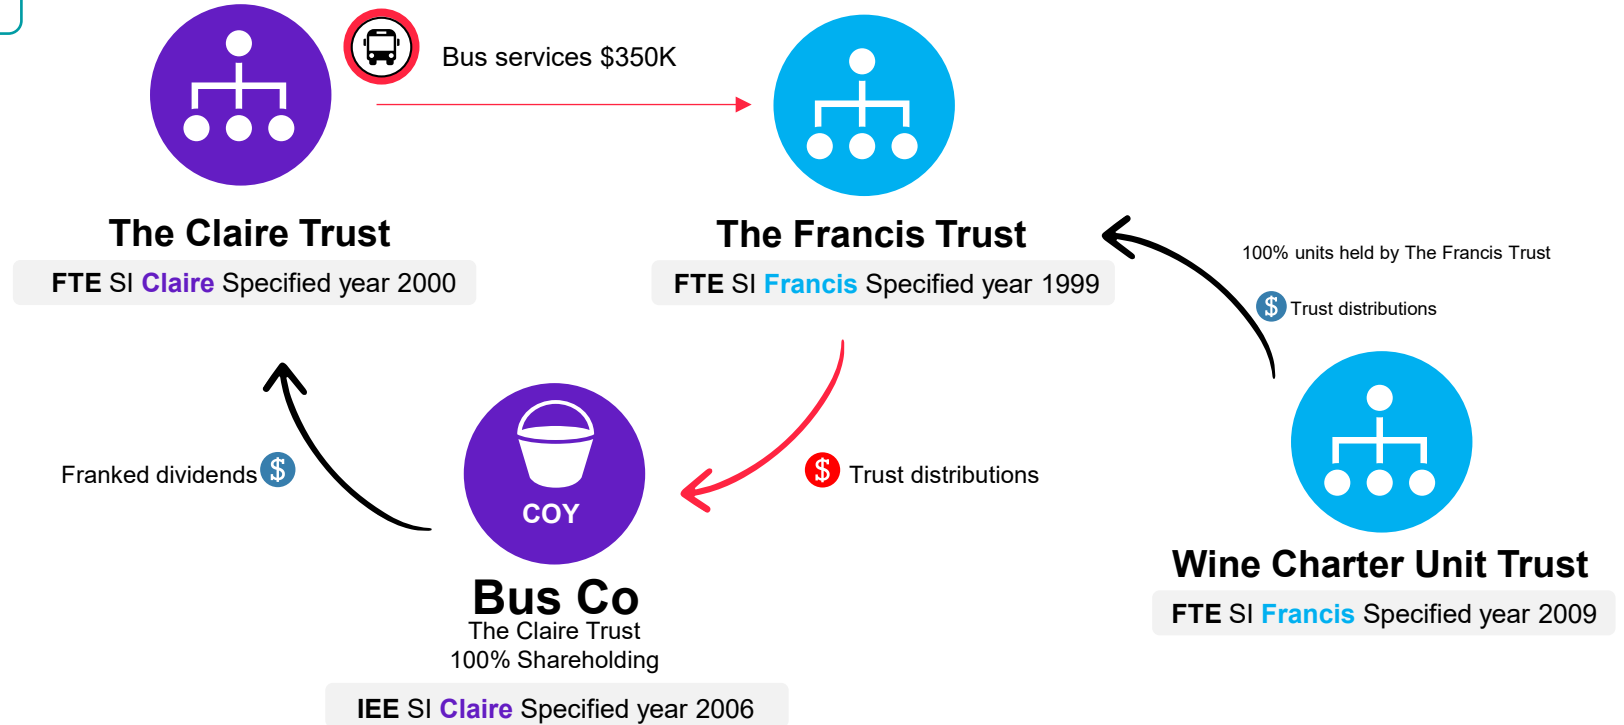 Bus services $350K
The Claire Trust
FTE SI Claire Specified year 2000
The Francis Trust
FTE SI Francis Specified year 1999
100% units held by The Francis Trust
$ Trust distributions
Franked dividends $
COY
$ Trust distributions
Bus Co
The Claire Trust
100% Shareholding
IEE SI Claire Specified year 2006
Wine Charter Unit Trust
FTE SI Francis Specified year 2009